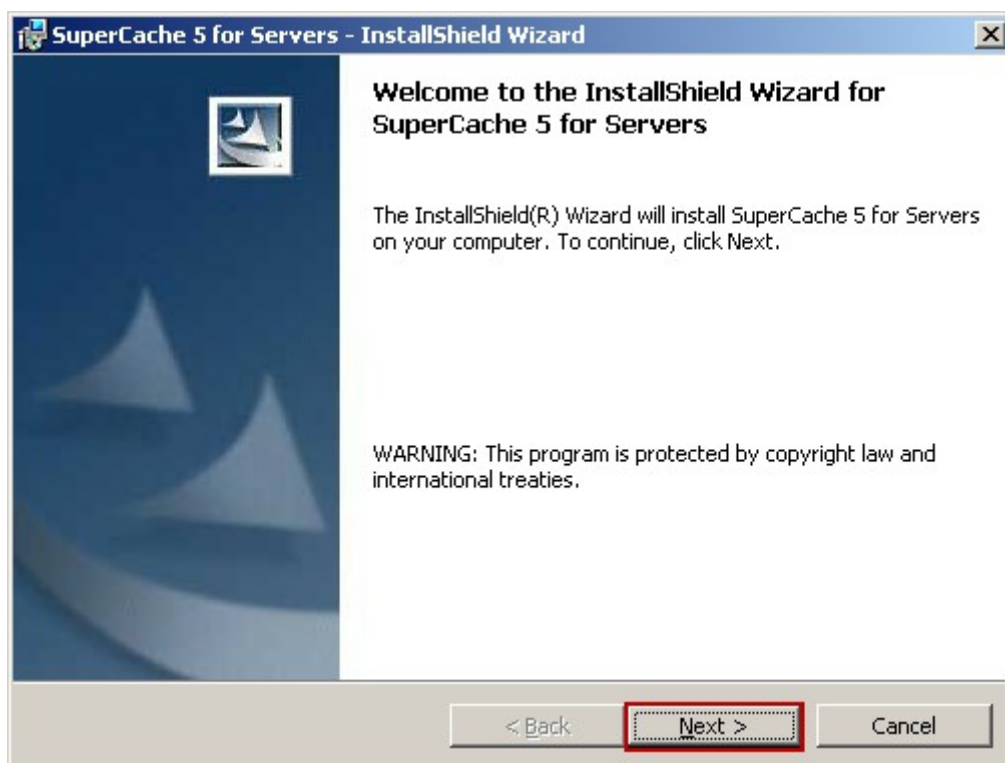 SuperCache 5 for Servers - InstallShield Wizard
Welcome to the InstallShield Wizard for
SuperCache 5 for Servers
The InstallShield(R) Wizard will install SuperCache 5 for Servers
on your computer. To continue, click Next.
WARNING: This program is protected by copyright law and
international treaties.
< Back
Next >
Cancel